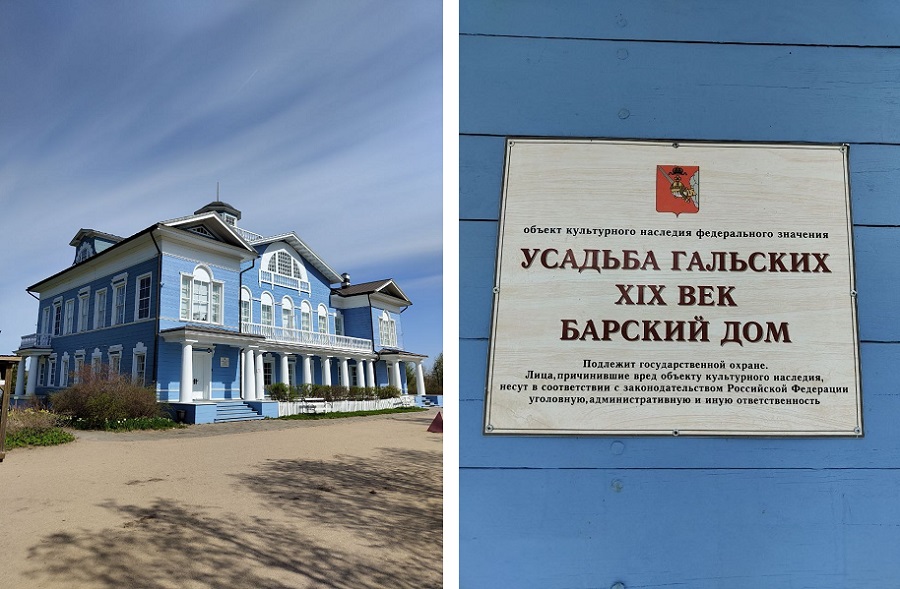 объект культурного наследия федерального значения
УСАДЬБА ГАЛЬСКИХ
XIX ВЕК
БАРСКИЙ ДОМ
Подлежит государственной охране.
Лица,причинившие вред объекту культурного наследия,
несут в соответствии с законодательством Российской Федерации
уголовную,административную и иную ответственность